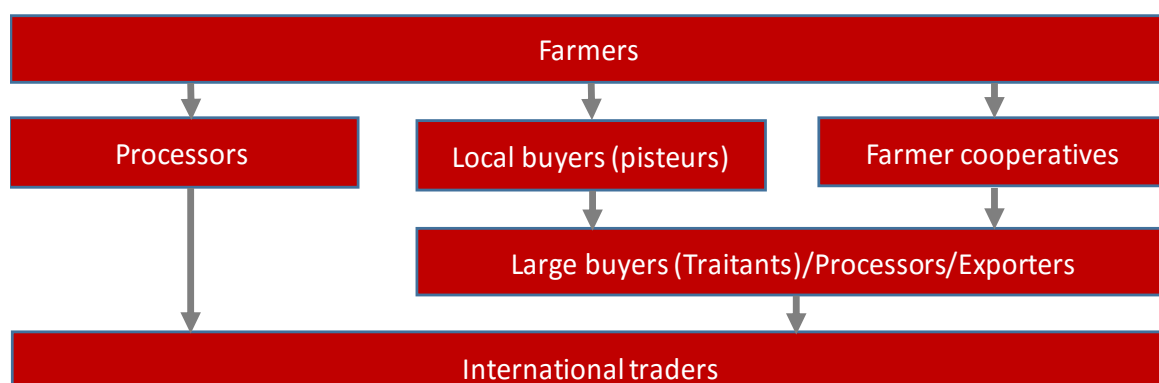 Farmers
Processors
Local buyers (pisteurs)
Farmer cooperatives
Large buyers (Traitants)/Processors/Exporters
International traders